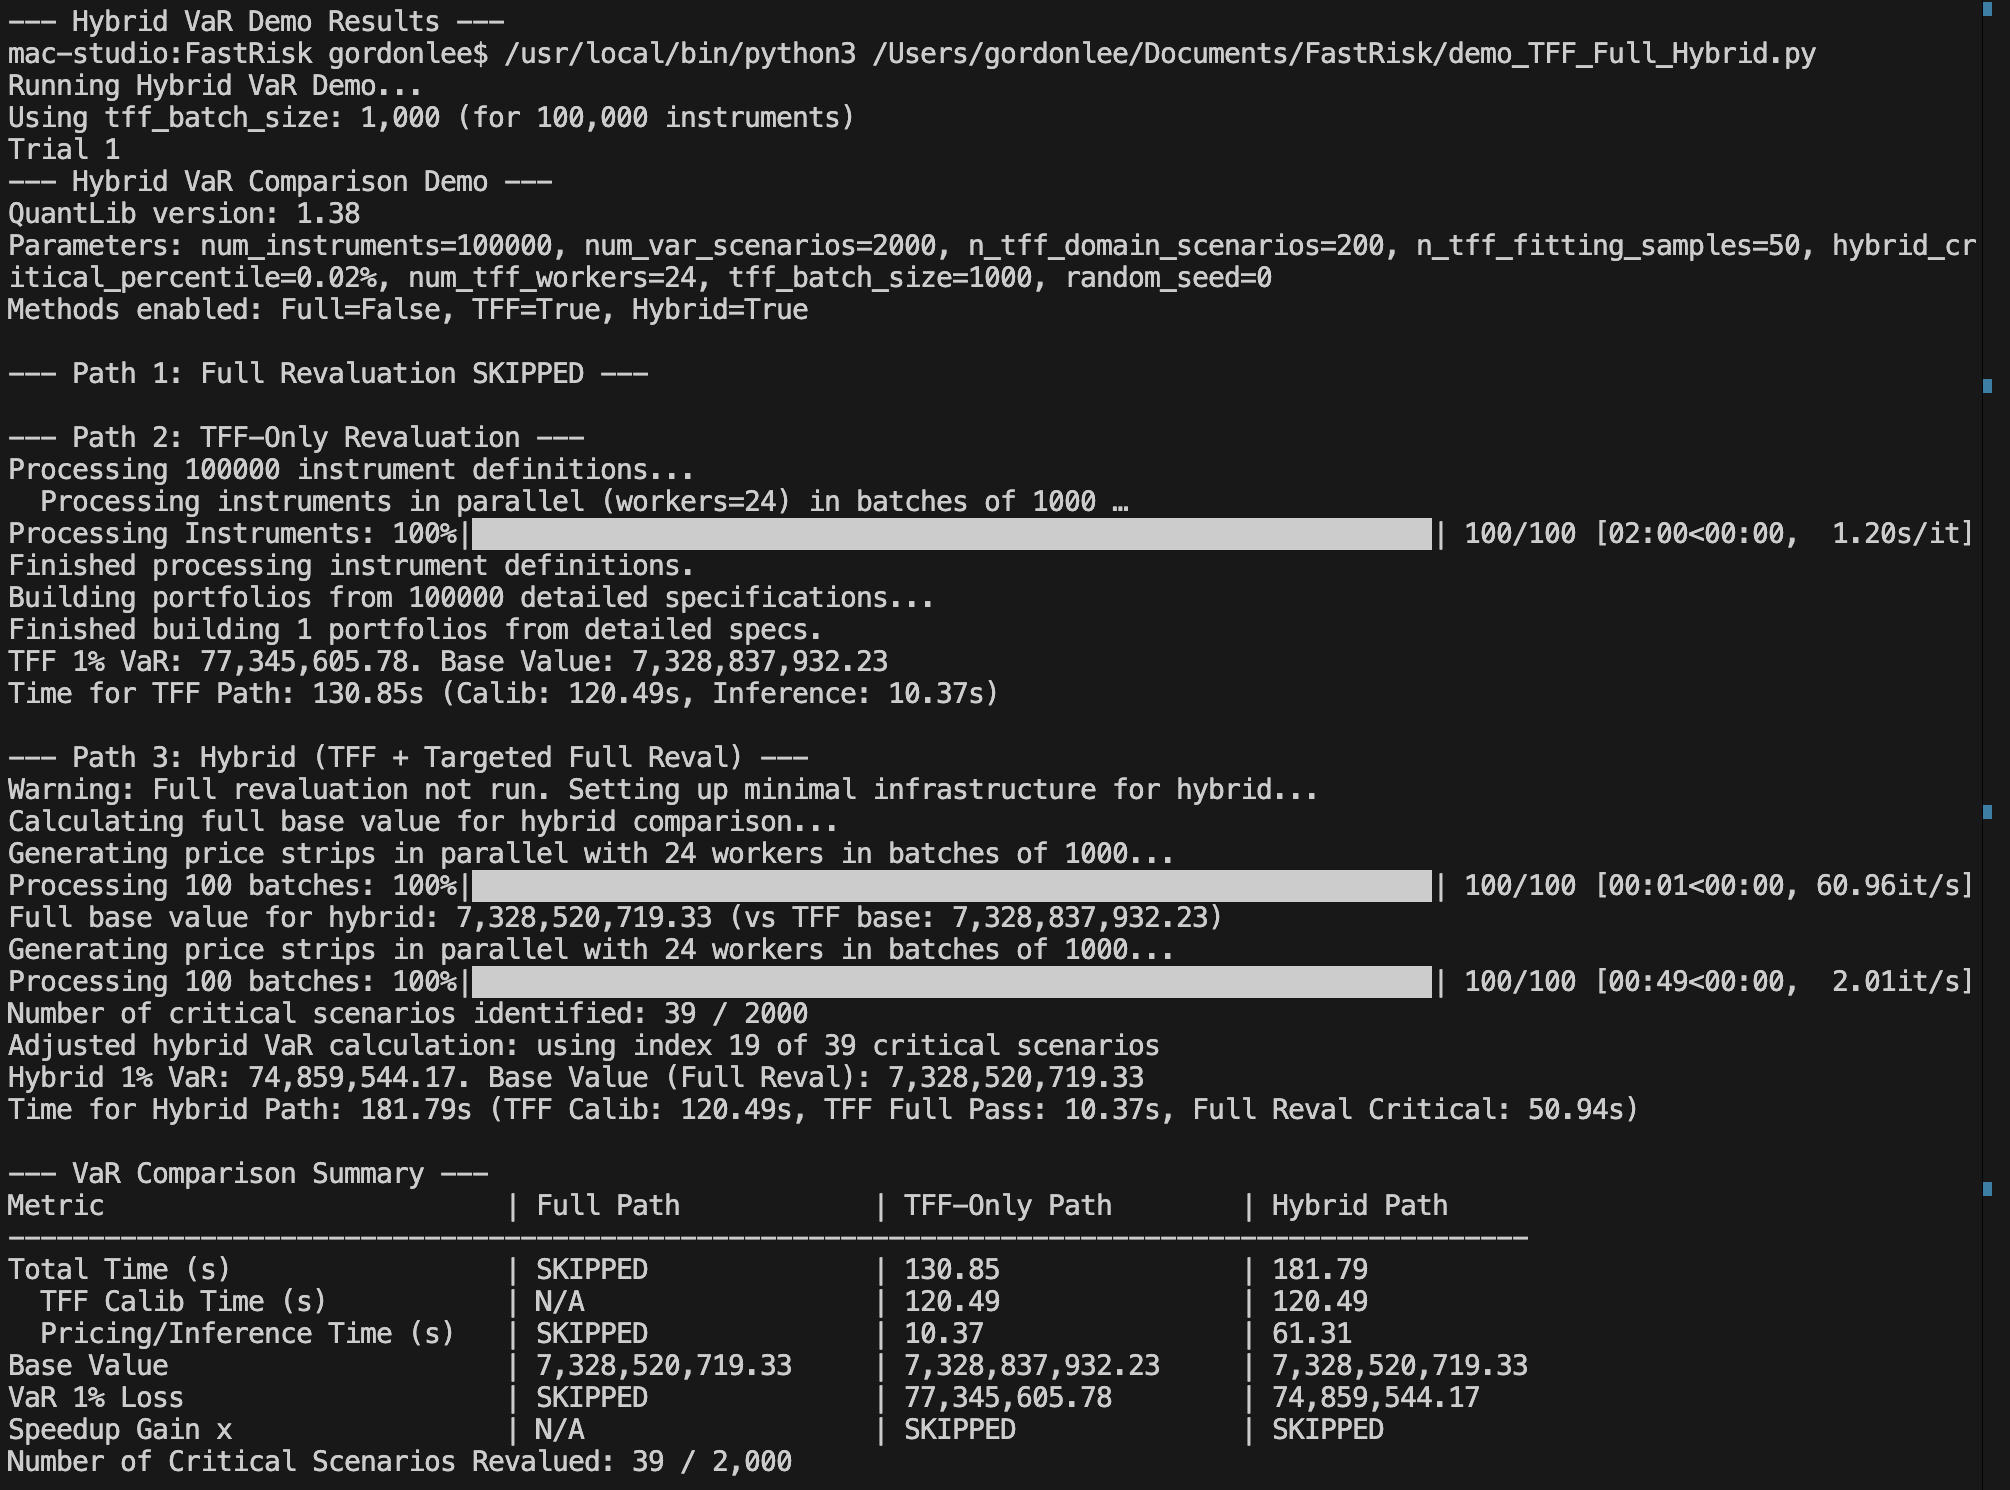 --- Hybrid VaR Demo Results ---
mac-studio:FastRisk gordonlee$ /usr/local/bin/python3 /Users/gordonlee/Documents/FastRisk/demo_TFF_Full_Hybrid.py
Running Hybrid VaR Demo...
Using tff_batch_size: 1,000 (for 100,000 instruments)
Trial 1
--- Hybrid VaR Comparison Demo ---
QuantLib version: 1.38
Parameters: num_instruments=100000, num_var_scenarios=2000, n_tff_domain_scenarios=200, n_tff_fitting_samples=50, hybrid_cr
itical_percentile=0.02%, num_tff_workers=24, tff_batch_size=1000, random_seed=0
Methods enabled: Full=False, TFF=True, Hybrid=True
--- Path 1: Full Revaluation SKIPPED ---
--- Path 2: TFF-Only Revaluation ---
Processing 100000 instrument definitions...
Processing instruments in parallel (workers=24) in batches of 1000 …
Processing Instruments: 100%|██████████| 100/100 [02:00<00:00,  1.20s/it]
Finished processing instrument definitions.
Building portfolios from 100000 detailed specifications...
Finished building 1 portfolios from detailed specs.
TFF 1% VaR: 77,345,605.78. Base Value: 7,328,837,932.23
Time for TFF Path: 130.85s (Calib: 120.49s, Inference: 10.37s)
--- Path 3: Hybrid (TFF + Targeted Full Reval) ---
Warning: Full revaluation not run. Setting up minimal infrastructure for hybrid...
Calculating full base value for hybrid comparison...
Generating price strips in parallel with 24 workers in batches of 1000...
Processing 100 batches: 100%|██████████| 100/100 [00:01<00:00, 60.96it/s]
Full base value for hybrid: 7,328,520,719.33 (vs TFF base: 7,328,837,932.23)
Generating price strips in parallel with 24 workers in batches of 1000...
Processing 100 batches: 100%|██████████| 100/100 [00:49<00:00,  2.01it/s]
Number of critical scenarios identified: 39 / 2000
Adjusted hybrid VaR calculation: using index 19 of 39 critical scenarios
Hybrid 1% VaR: 74,859,544.17. Base Value (Full Reval): 7,328,520,719.33
Time for Hybrid Path: 181.79s (TFF Calib: 120.49s, TFF Full Pass: 10.37s, Full Reval Critical: 50.94s)
--- VaR Comparison Summary ---
Metric | Full Path | TFF-Only Path | Hybrid Path
-----------------------------------------------------------------------------------------------
Total Time (s) | SKIPPED | 130.85 | 181.79
TFF Calib Time (s) | N/A | 120.49 | 120.49
Pricing/Inference Time (s) | SKIPPED | 10.37 | 61.31
Base Value | 7,328,520,719.33 | 7,328,837,932.23 | 7,328,520,719.33
VaR 1% Loss | SKIPPED | 77,345,605.78 | 74,859,544.17
Speedup Gain x | N/A | SKIPPED | SKIPPED
Number of Critical Scenarios Revalued: 39 / 2,000